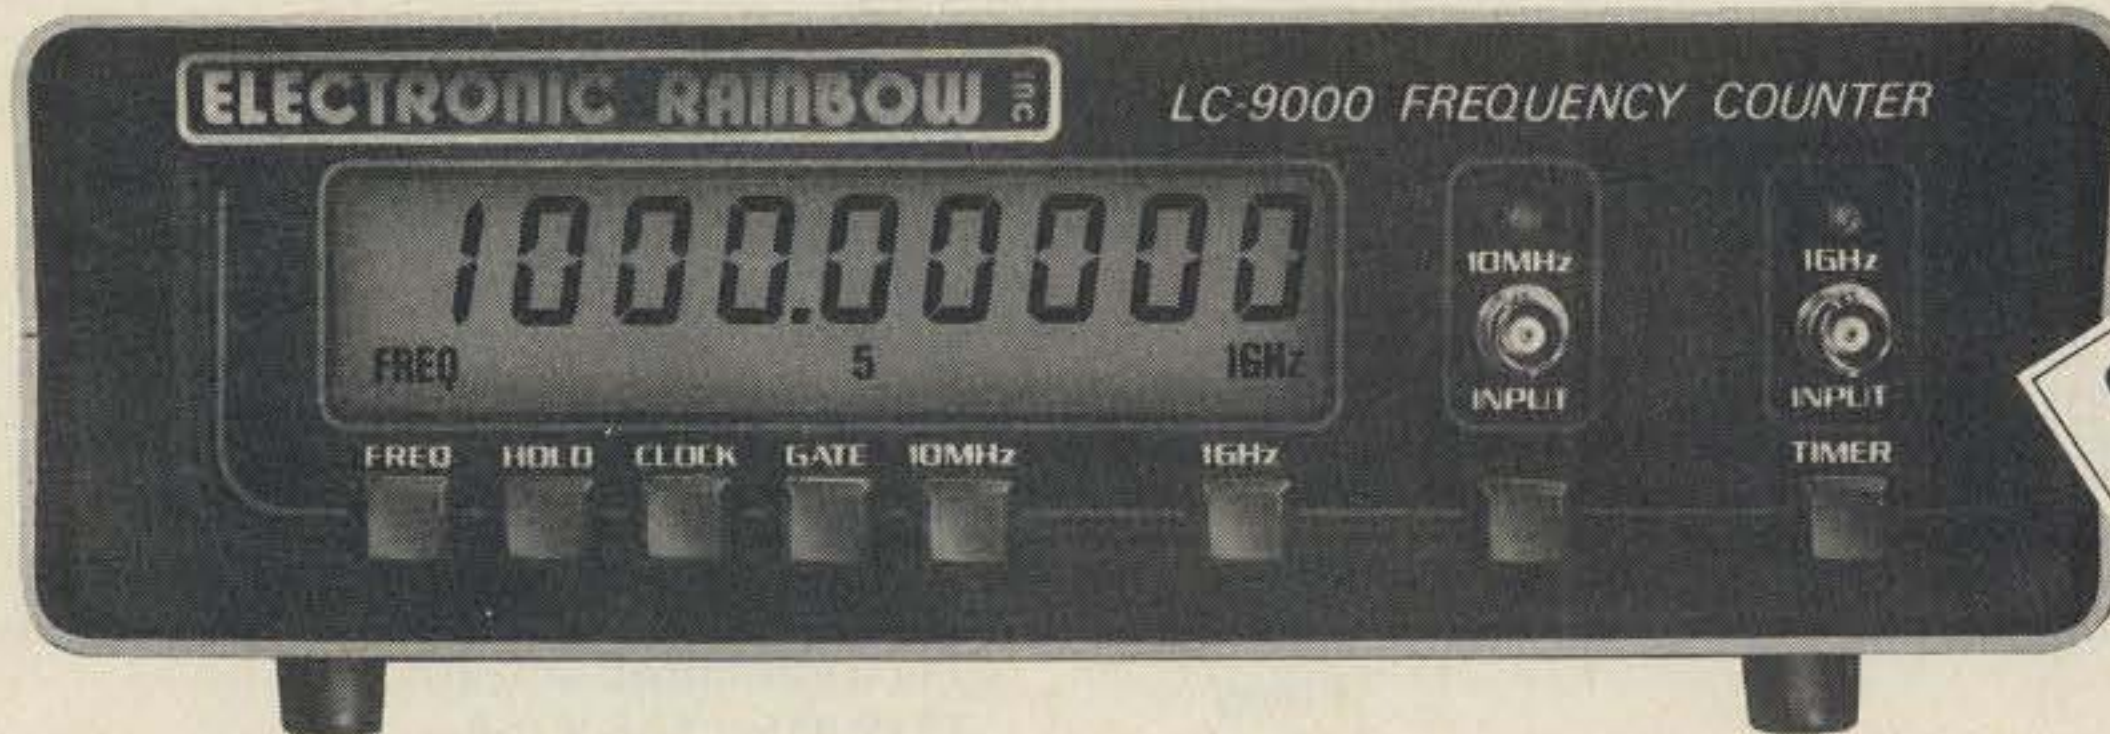 ELECTRONIC RAINBOW INC
LC-9000 FREQUENCY COUNTER
1000.00000
FREQ 5 1GHz
10MHz
INPUT
1GHz
INPUT
FREQ HOLD CLOCK GATE 10MHz 1GHz TIMER